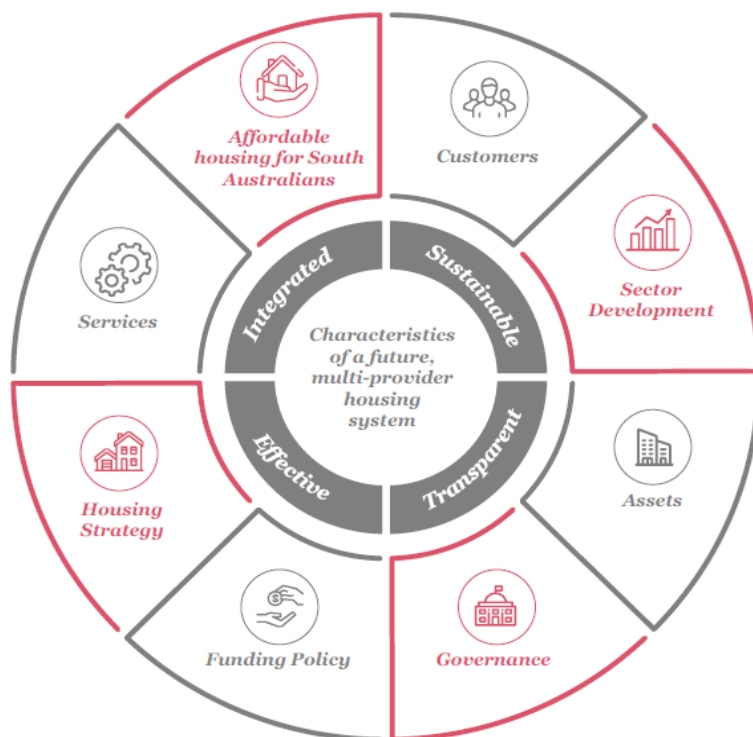 Affordable
housing for South
Australians
Customers
Sector
Development
Assets
Governance
Funding Policy
Housing
Strategy
Services
Integrated
Sustainable
Transparent
Effective
Characteristics
of a future,
multi-provider
housing
system